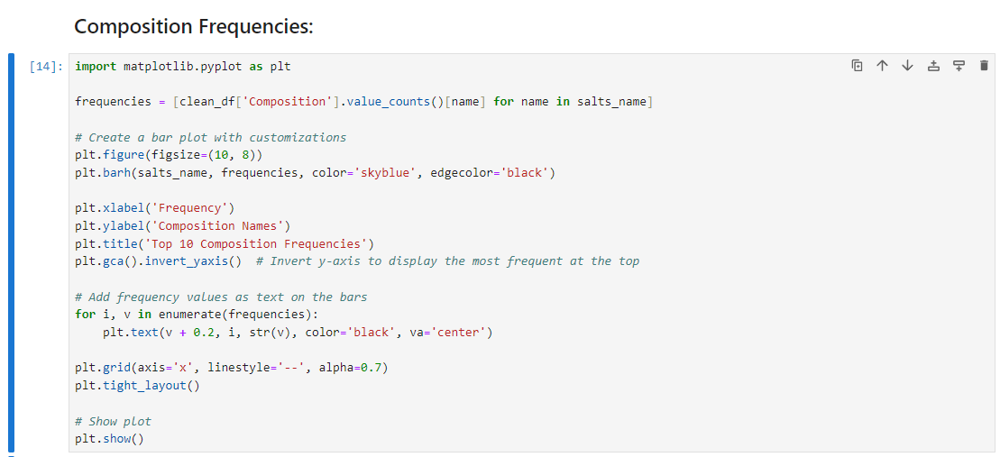 Composition Frequencies:
[14]: import matplotlib.pyplot as plt
frequencies = [clean_df['Composition'].value_counts()[name] for name in salts_name]
# Create a bar plot with customizations
plt.figure(figsize=(10, 8))
plt.barh(salts_name, frequencies, color='skyblue', edgecolor='black')
plt.xlabel('Frequency')
plt.ylabel('Composition Names')
plt.title('Top 10 Composition Frequencies')
plt.gca().invert_yaxis()  # Invert y-axis to display the most frequent at the top
# Add frequency values as text on the bars
for i, v in enumerate(frequencies):
    plt.text(v + 0.2, i, str(v), color='black', va='center')
plt.grid(axis='x', linestyle='--', alpha=0.7)
plt.tight_layout()
# Show plot
plt.show()